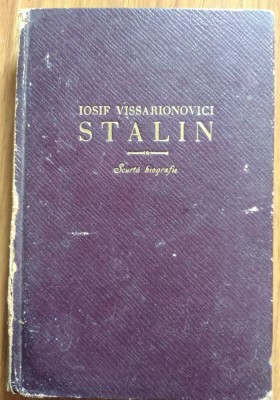 IOSIF VISSARIONOVICI
STALIN
Scurtă biografie